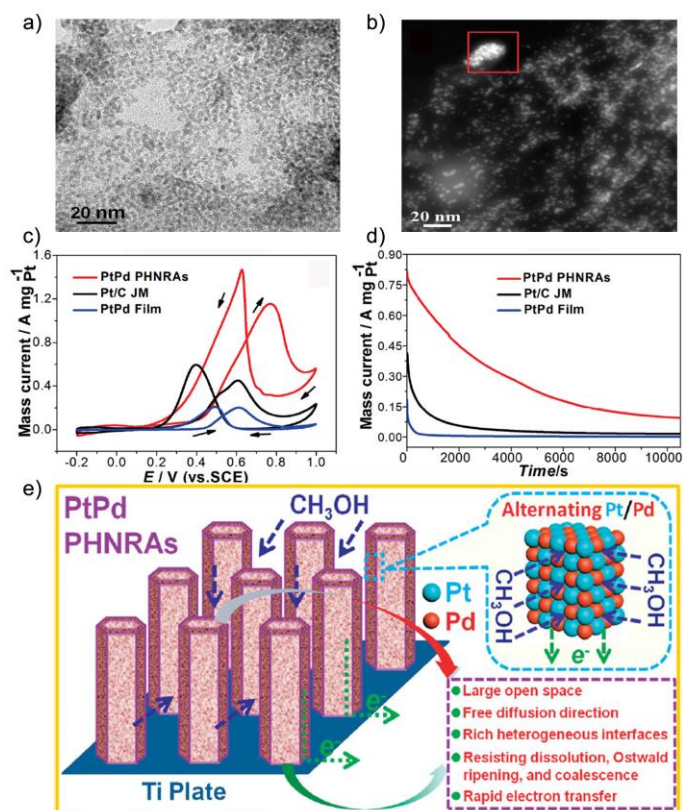 a)
20 nm
b)
20 nm
c)
Mass current / A mg⁻¹ Pt
1.6
1.2
0.8
0.4
0.0
PtPd PHNRAs
Pt/C JM
PtPd Film
-0.2 0.0 0.2 0.4 0.6 0.8 1.0
E / V (vs.SCE)
d)
Mass current / A mg⁻¹ Pt
0.90
0.75
0.60
0.45
0.30
0.15
0.00
PtPd PHNRAs
Pt/C JM
PtPd Film
0 2000 4000 6000 8000 10000
Time/s
e)
PtPd
PHNRAs
CH₃OH
Alternating Pt/Pd
Pt
Pd
CH₃OH
CH₃OH
e⁻
e⁻
e⁻
Ti Plate
Large open space
Free diffusion direction
Rich heterogeneous interfaces
Resisting dissolution, Ostwald
ripening, and coalescence
Rapid electron transfer